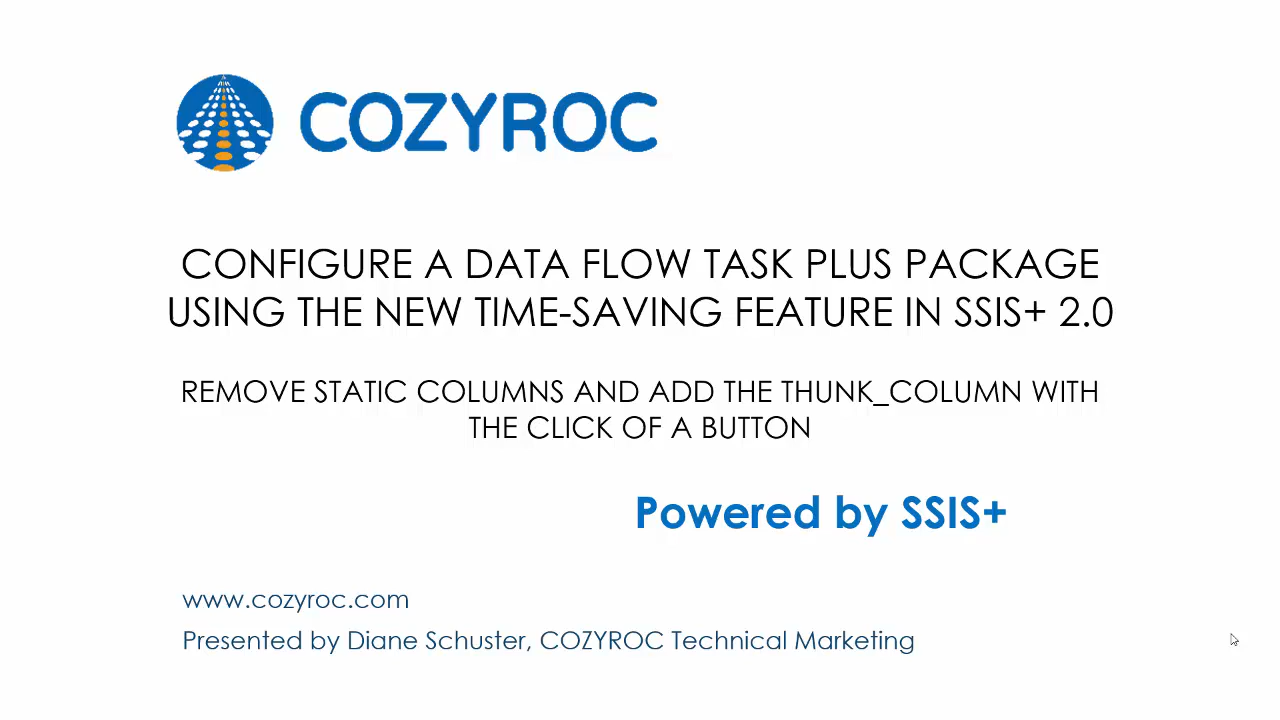 COZYROC
CONFIGURE A DATA FLOW TASK PLUS PACKAGE
USING THE NEW TIME-SAVING FEATURE IN SSIS+ 2.0
REMOVE STATIC COLUMNS AND ADD THE THUNK_COLUMN WITH
THE CLICK OF A BUTTON
Powered by SSIS+
www.cozyroc.com
Presented by Diane Schuster, COZYROC Technical Marketing